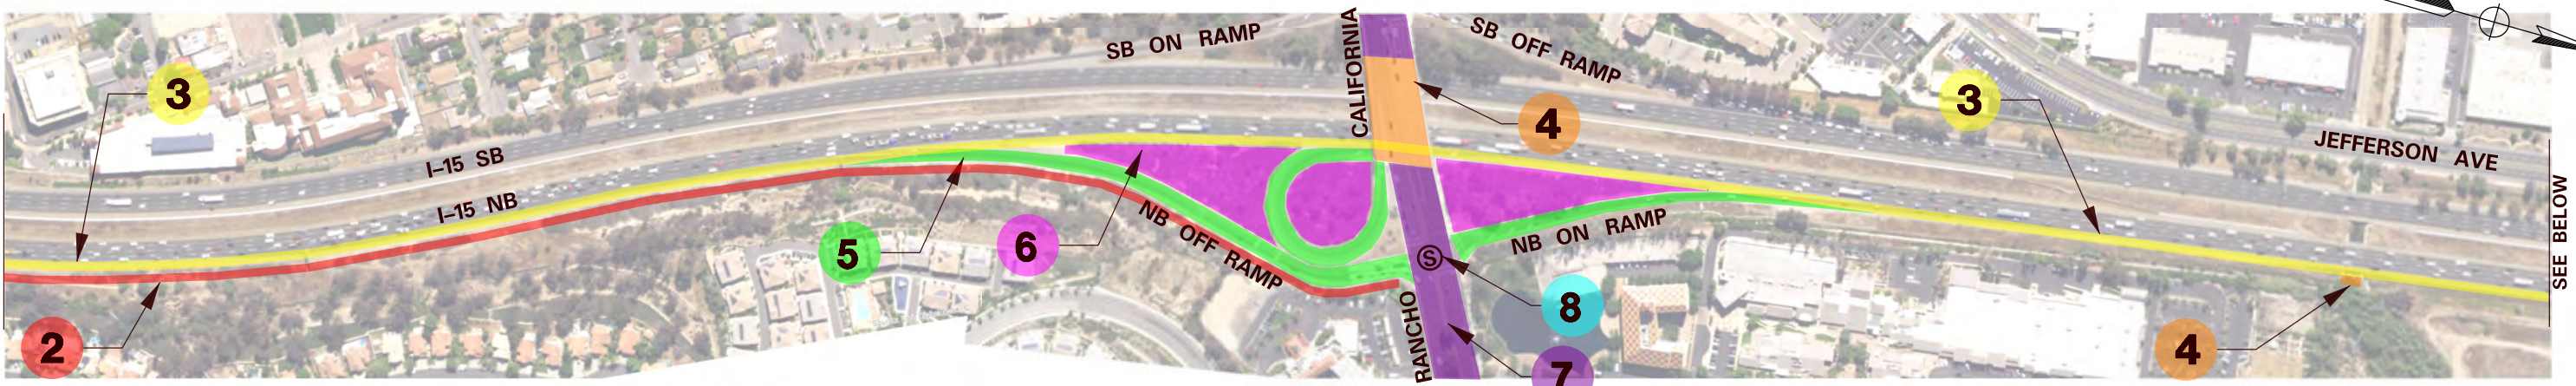 SB ON RAMP
CALIFORNIA
SB OFF RAMP
3
3
4
JEFFERSON AVE
I-15 SB
I-15 NB
SEE BELOW
5
6
NB OFF RAMP
NB ON RAMP
S
8
RANCHO
2
4
7